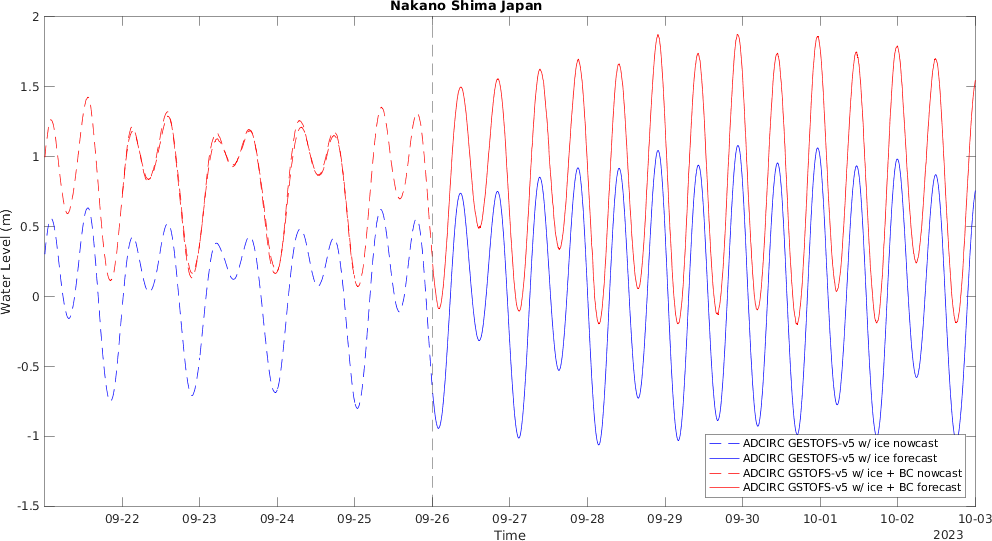 Nakano Shima Japan
2
1.5
1
0.5
0
-0.5
-1
-1.5
Water Level (m)
ADCIRC GESTOFS-v5 w/ ice nowcast
ADCIRC GESTOFS-v5 w/ ice forecast
ADCIRC GSTOFS-v5 w/ ice + BC nowcast
ADCIRC GSTOFS-v5 w/ ice + BC forecast
09-22 09-23 09-24 09-25 09-26 09-27 09-28 09-29 09-30 10-01 10-02 10-03
Time
2023